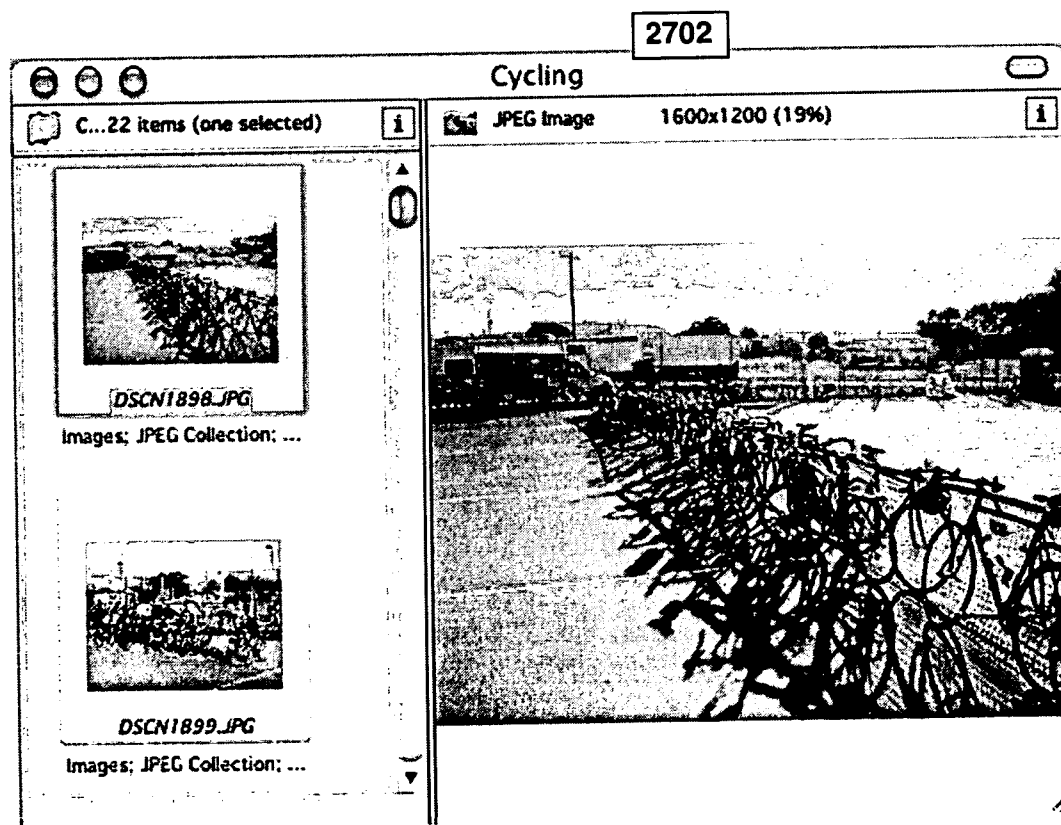 2702
Cycling
C...22 items (one selected) i
JPEG Image 1600x1200 (19%) i
DSCN1898.JPG
Images; JPEG Collection; ...
DSCN1899.JPG
Images; JPEG Collection; ...